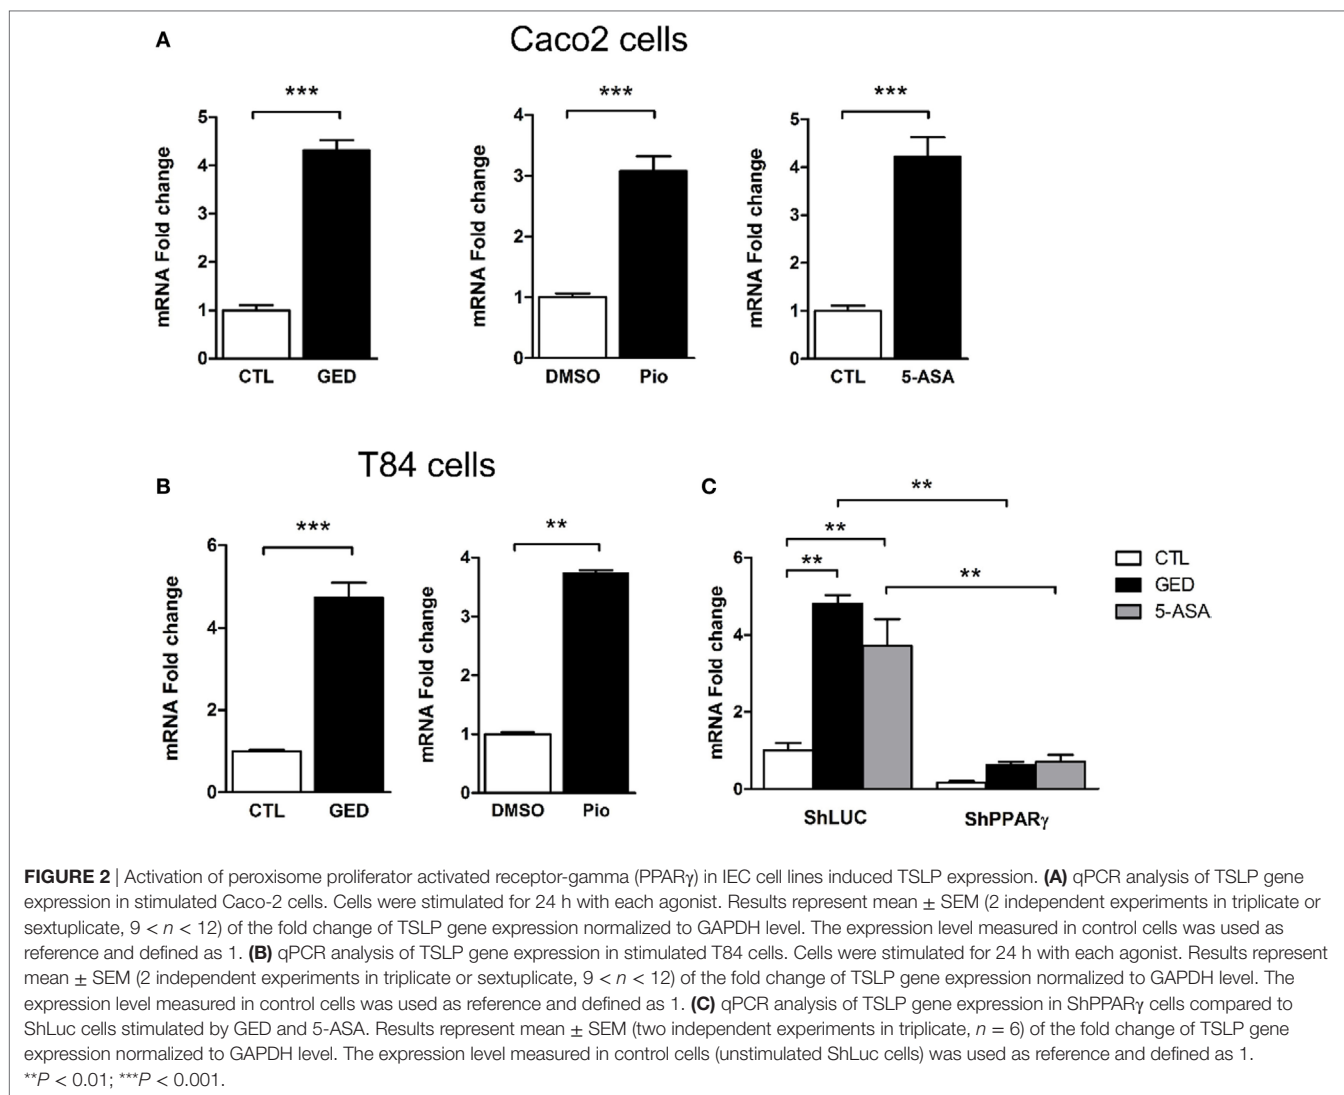 A
Caco2 cells
***
mRNA Fold change
5
4
3
2
1
0
CTL GED
***
mRNA Fold change
4
3
2
1
0
DMSO Pio
***
mRNA Fold change
5
4
3
2
1
0
CTL 5-ASA
B
T84 cells
***
mRNA Fold change
6
4
2
0
CTL GED
**
mRNA Fold change
4
3
2
1
0
DMSO Pio
C
**
**
**
**
mRNA Fold change
6
4
2
0
ShLUC ShPPARγ
CTL
GED
5-ASA
FIGURE 2 | Activation of peroxisome proliferator activated receptor-gamma (PPARγ) in IEC cell lines induced TSLP expression. (A) qPCR analysis of TSLP gene
expression in stimulated Caco-2 cells. Cells were stimulated for 24 h with each agonist. Results represent mean ± SEM (2 independent experiments in triplicate or
sextuplicate, 9 < n < 12) of the fold change of TSLP gene expression normalized to GAPDH level. The expression level measured in control cells was used as
reference and defined as 1. (B) qPCR analysis of TSLP gene expression in stimulated T84 cells. Cells were stimulated for 24 h with each agonist. Results represent
mean ± SEM (2 independent experiments in triplicate or sextuplicate, 9 < n < 12) of the fold change of TSLP gene expression normalized to GAPDH level. The
expression level measured in control cells was used as reference and defined as 1. (C) qPCR analysis of TSLP gene expression in ShPPARγ cells compared to
ShLuc cells stimulated by GED and 5-ASA. Results represent mean ± SEM (two independent experiments in triplicate, n = 6) of the fold change of TSLP gene
expression normalized to GAPDH level. The expression level measured in control cells (unstimulated ShLuc cells) was used as reference and defined as 1.
**P < 0.01; ***P < 0.001.